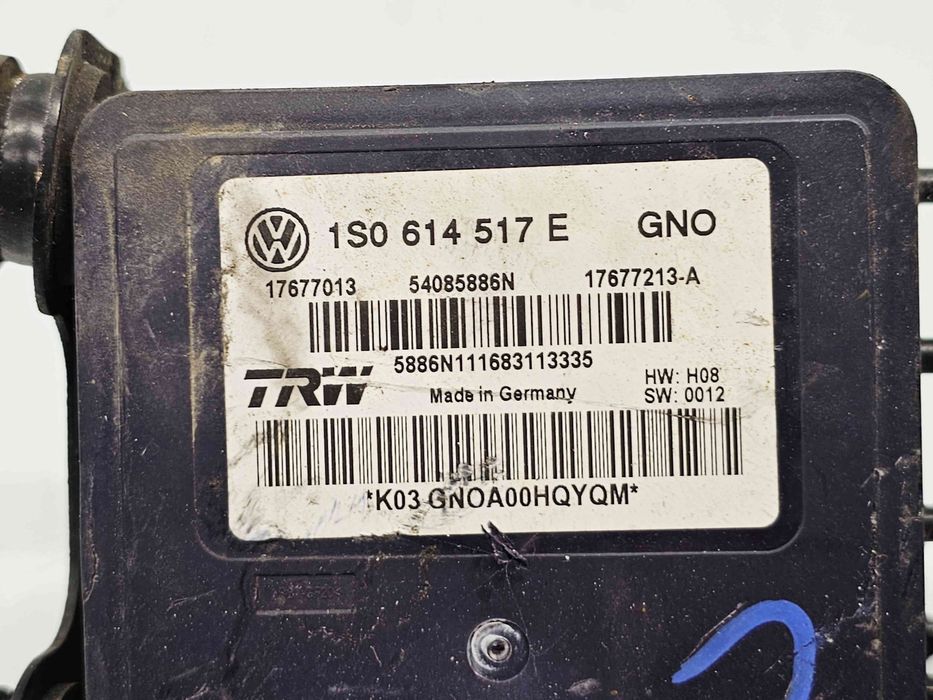 1S0 614 517 E GNO
17677013 54085886N 17677213-A
5886N111683113335
TRW Made in Germany HW: H08
SW: 0012
*K03 GNOA00HQYQM*